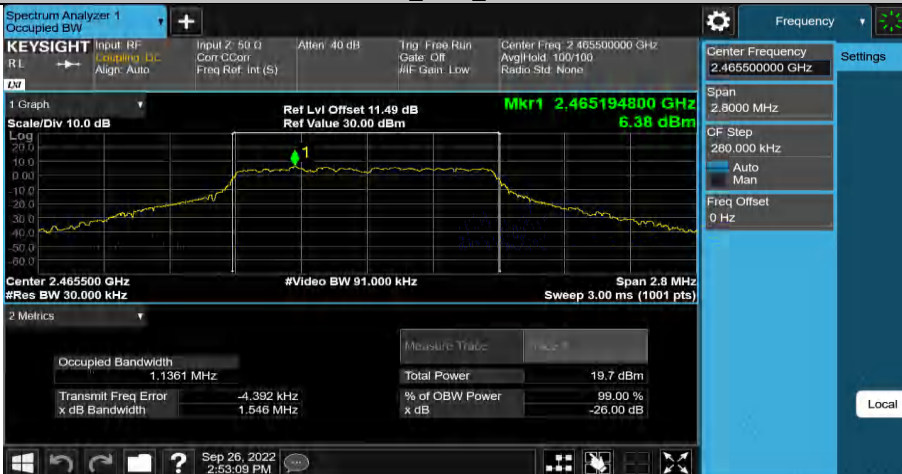 Spectrum Analyzer 1
Occupied BW
+
Frequency
KEYSIGHT
RL
LXI
Input: RF
Coupling: DC
Align: Auto
Input Z: 50 Ω
Corr CCorr
Freq Ref: Int (S)
Atten: 40 dB
Trig: Free Run
Gate: Off
#IF Gain: Low
Center Freq: 2.465500000 GHz
Avg|Hold: 100/100
Radio Std: None
Center Frequency
2.465500000 GHz
Settings
Span
2.8000 MHz
CF Step
280.000 kHz
Auto
Man
Freq Offset
0 Hz
1 Graph
Scale/Div 10.0 dB
Ref Lvl Offset 11.49 dB
Ref Value 30.00 dBm
Mkr1 2.465194800 GHz
6.38 dBm
Log
20.0
10.0
0.00
-10.0
-20.0
-30.0
-40.0
-50.0
-60.0
1
Center 2.465500 GHz
#Video BW 91.000 kHz
Span 2.8 MHz
#Res BW 30.000 kHz
Sweep 3.00 ms (1001 pts)
2 Metrics
Measure Trace
Occupied Bandwidth
1.1361 MHz
Total Power
19.7 dBm
Transmit Freq Error
-4.392 kHz
% of OBW Power
99.00 %
x dB Bandwidth
1.546 MHz
x dB
-26.00 dB
Local
?
Sep 26, 2022
2:53:09 PM